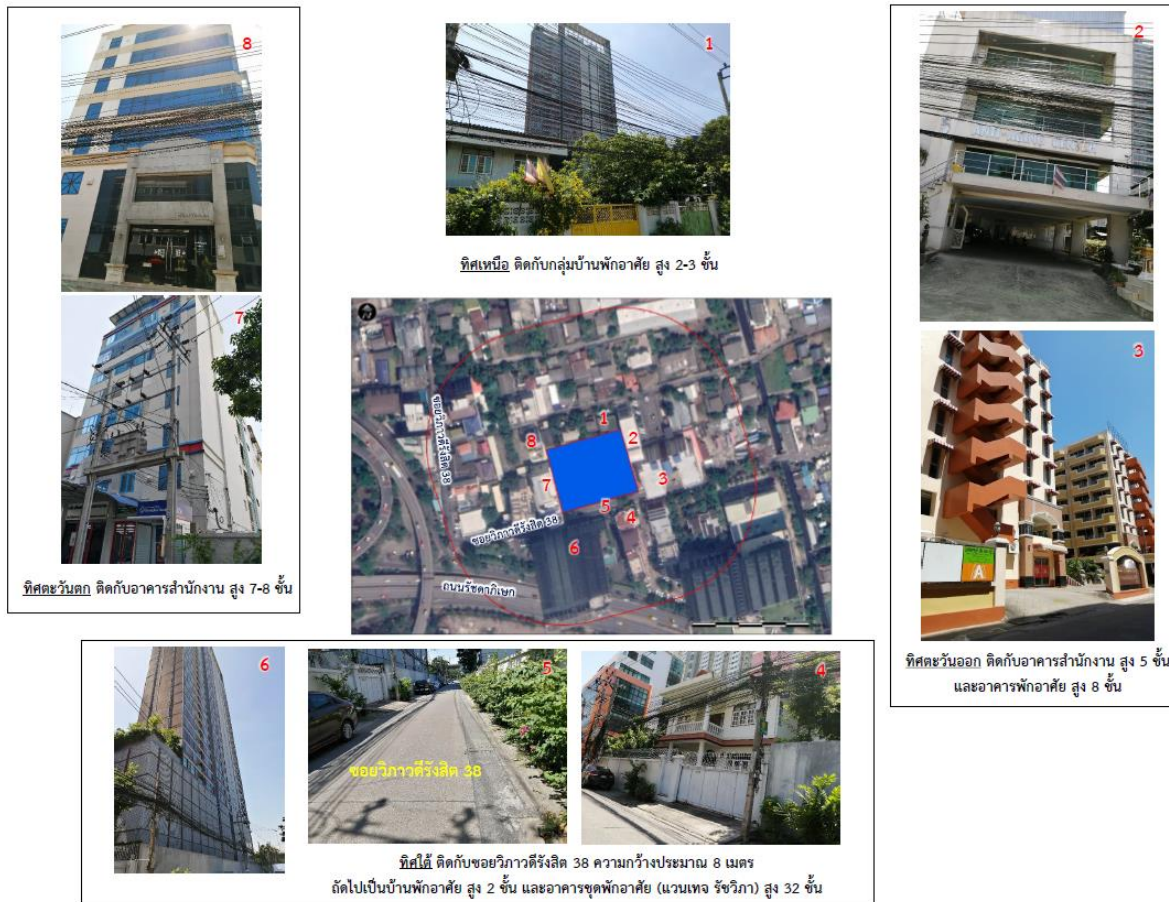 8
1
2
ทิศเหนือ ติดกับกลุ่มบ้านพักอาศัย สูง 2-3 ชั้น
7
3
ทิศตะวันตก ติดกับอาคารสำนักงาน สูง 7-8 ชั้น
ซอยวิภาวดีรังสิต 38
1
8
2
7
3
5
4
ซอยวิภาวดีรังสิต 38
6
ถนนรัชดาภิเษก
ทิศตะวันออก ติดกับอาคารสำนักงาน สูง 5 ชั้น
และอาคารพักอาศัย สูง 8 ชั้น
A
6
5
4
ซอยวิภาวดีรังสิต 38
ทิศใต้ ติดกับซอยวิภาวดีรังสิต 38 ความกว้างประมาณ 8 เมตร
ถัดไปเป็นบ้านพักอาศัย สูง 2 ชั้น และอาคารชุดพักอาศัย (แวนเทจ รัชวิภา) สูง 32 ชั้น